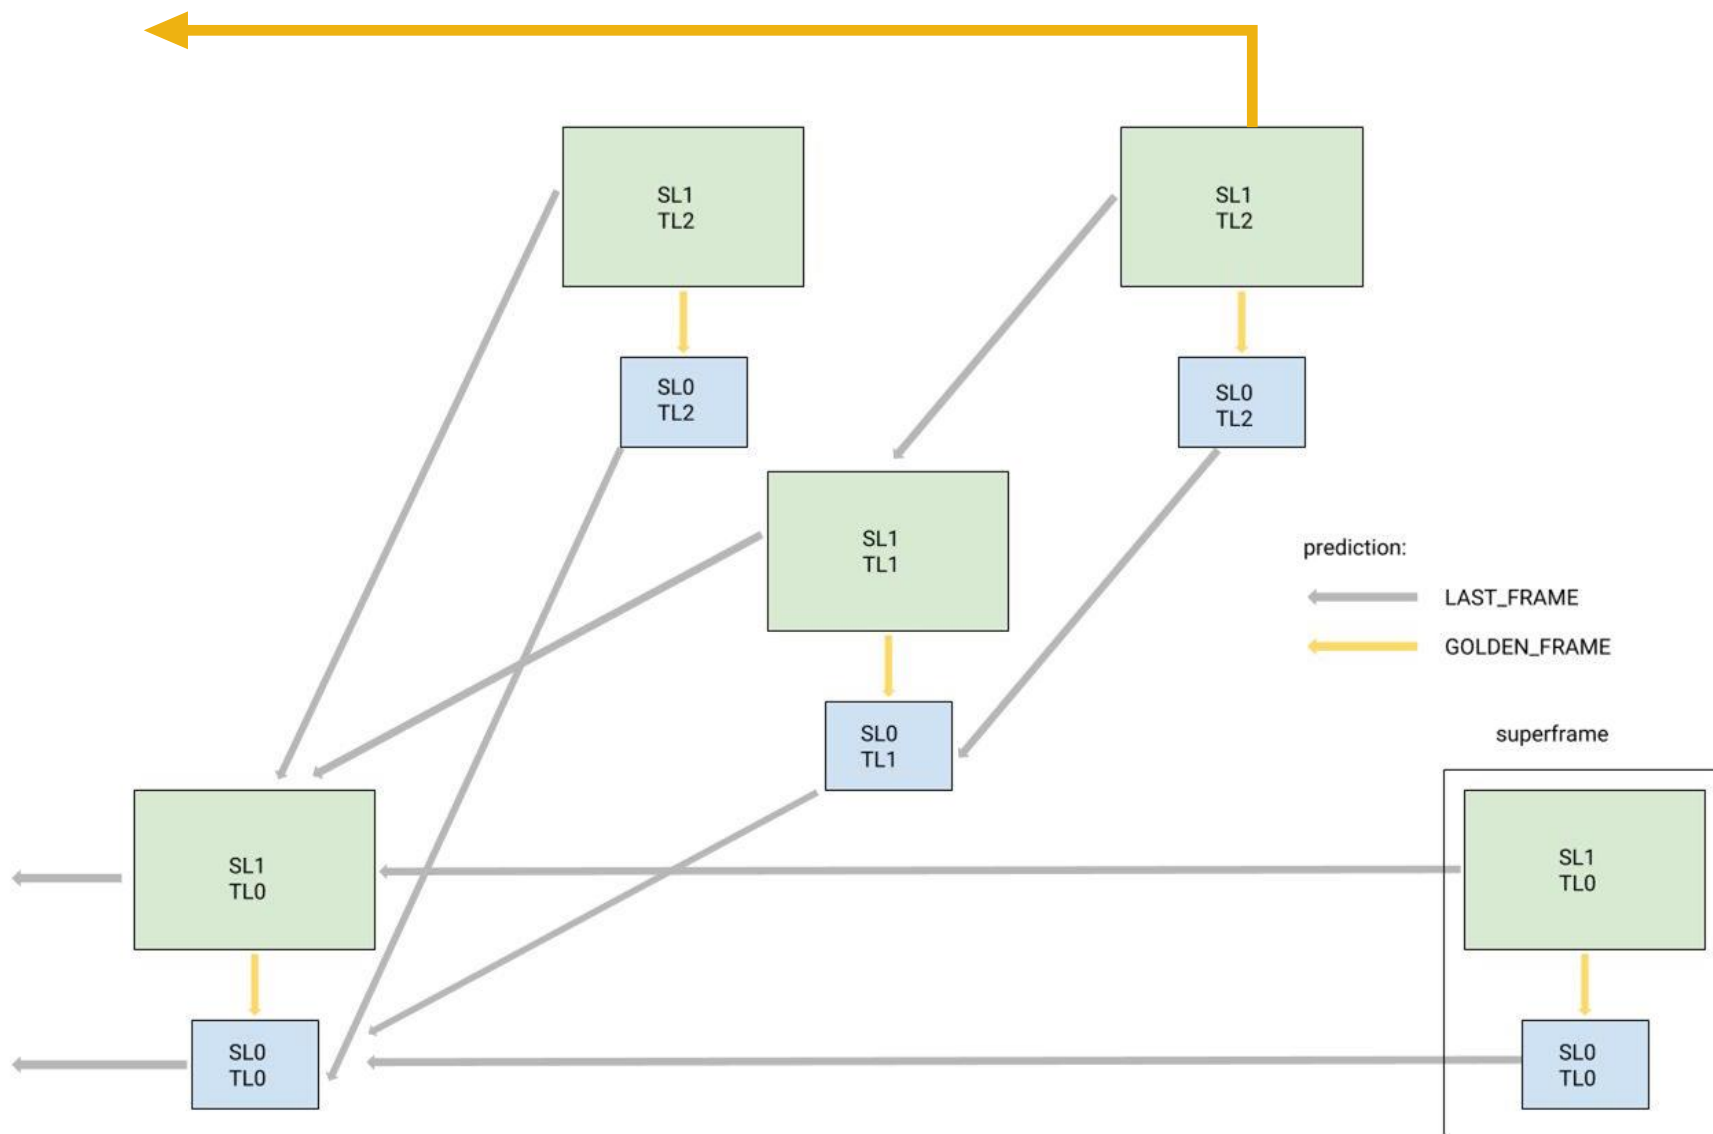 SL1
TL2
SL1
TL2
SL0
TL2
SL0
TL2
SL1
TL1
prediction:
LAST_FRAME
GOLDEN_FRAME
SL0
TL1
superframe
SL1
TL0
SL1
TL0
SL0
TL0
SL0
TL0